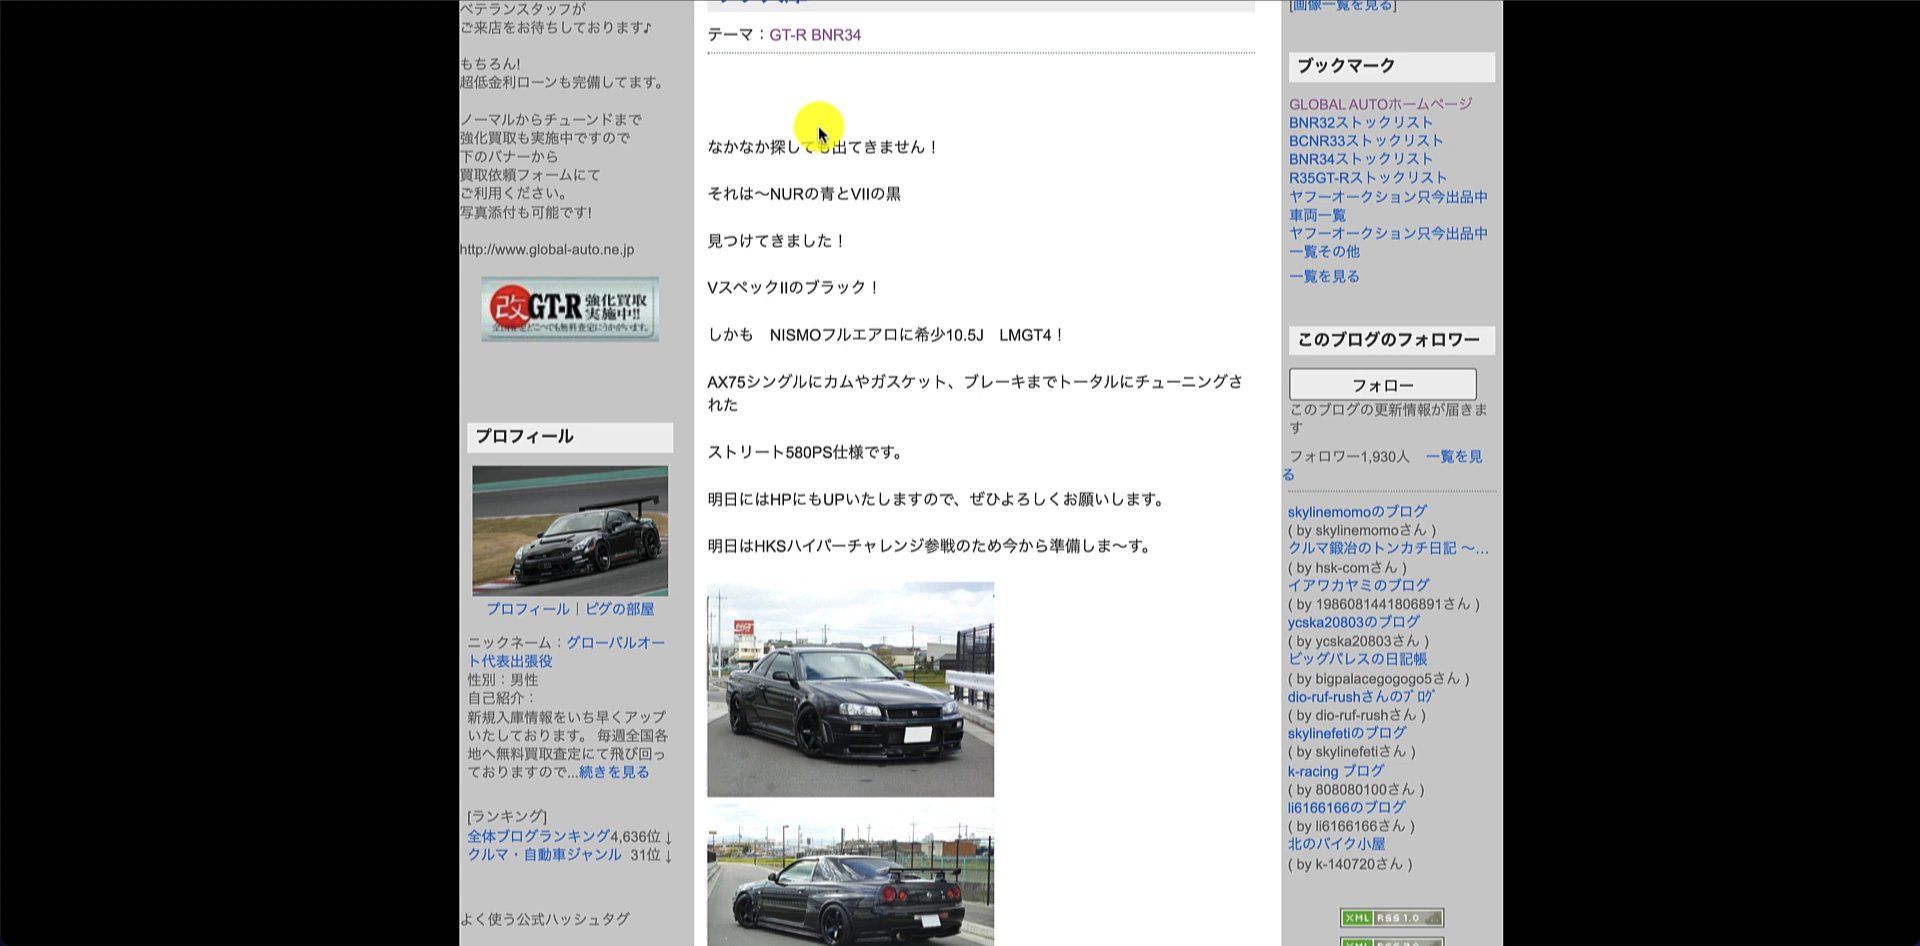 ベテランスタッフが
ご来店をお待ちしております♪
もちろん!
超低金利ローンも完備してます。
ノーマルからチューンドまで
強化買取も実施中ですので
下のバナーから
買取依頼フォームにて
ご利用ください。
写真添付も可能です!
http://www.global-auto.ne.jp
改GT-R 強化買取
実施中!!
プロフィール
プロフィール｜ピグの部屋
ニックネーム：グローバルオー
ト代表出張役
性別：男性
自己紹介：
新規入庫情報をいち早くアップ
いたしております。 毎週全国各
地へ無料買取査定にて飛び回っ
ておりますので...続きを見る
[ランキング]
全体ブログランキング4,636位 ↓
クルマ・自動車ジャンル 31位 ↓
よく使う公式ハッシュタグ
テーマ：GT-R BNR34
なかなか探しても出てきません！
それは～NURの青とVIIの黒
見つけてきました！
VスペックIIのブラック！
しかも　NISMOフルエアロに希少10.5J　LMGT4！
AX75シングルにカムやガスケット、ブレーキまでトータルにチューニングさ
れた
ストリート580PS仕様です。
明日にはHPにもUPいたしますので、ぜひよろしくお願いします。
明日はHKSハイパーチャレンジ参戦のため今から準備しま～す。
[画像一覧を見る]
ブックマーク
GLOBAL AUTOホームページ
BNR32ストックリスト
BCNR33ストックリスト
BNR34ストックリスト
R35GT-Rストックリスト
ヤフーオークション只今出品中
車両一覧
ヤフーオークション只今出品中
一覧その他
一覧を見る
このブログのフォロワー
フォロー
このブログの更新情報が届きま
す
フォロワー1,930人　一覧を見
る
skylinemomoのブログ
( by skylinemomoさん )
クルマ鍛冶のトンカチ日記 ～...
( by hsk-comさん )
イアワカヤミのブログ
( by 1986081441806891さん )
ycska20803のブログ
( by ycska20803さん )
ビッグパレスの日記帳
( by bigpalacegogogo5さん )
dio-ruf-rushさんのﾌﾞﾛｸﾞ
( by dio-ruf-rushさん )
skylinefetiのブログ
( by skylinefetiさん )
k-racing ブログ
( by 808080100さん )
li6166166のブログ
( by li6166166さん )
北のバイク小屋
( by k-140720さん )
XML RSS 1.0